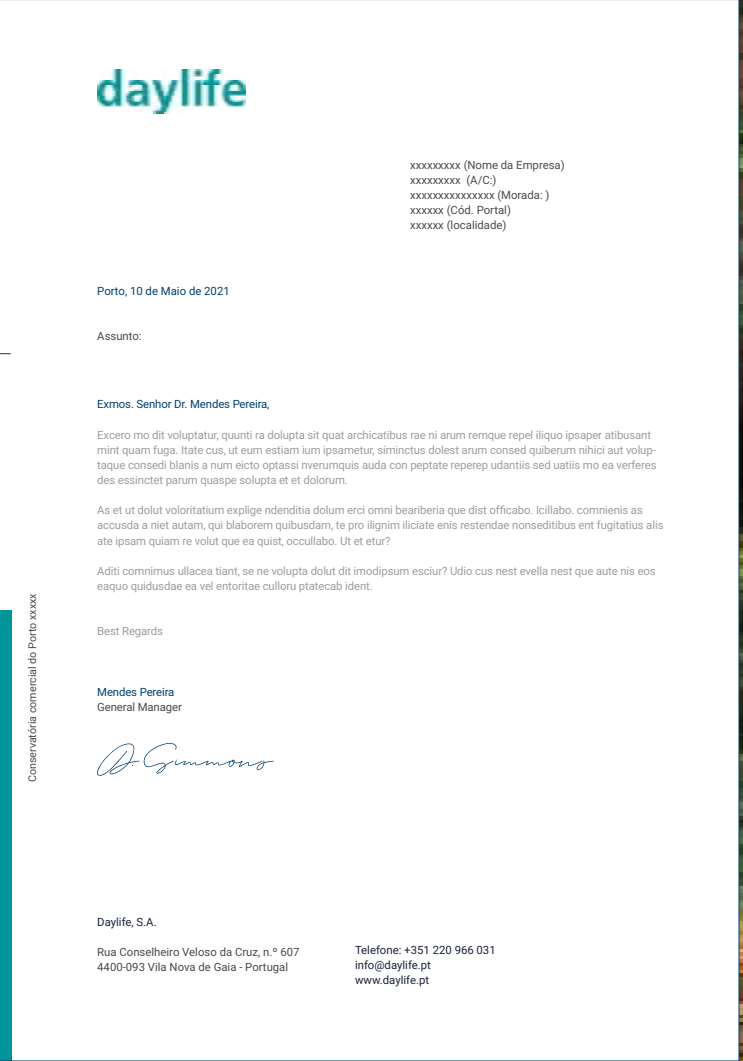 daylife
xxxxxxxxx (Nome da Empresa)
xxxxxxxxx (A/C:)
xxxxxxxxxxxxxxx (Morada: )
xxxxxx (Cód. Portal)
xxxxxx (localidade)
Porto, 10 de Maio de 2021
Assunto:
Exmos. Senhor Dr. Mendes Pereira,
Excero mo dit voluptatur, quunti ra dolupta sit quat archicatibus rae ni arum remque repel iliquo ipsaper atibusant
mint quam fuga. Itate cus, ut eum estiam ium ipsametur, siminctus dolest arum consed quiberum nihici aut volup-
taque consedi blanis a num eicto optassi nverumquis auda con peptate reperep udantiis sed uatiis mo ea verferes
des essinctet parum quaspe solupta et et dolorum.
As et ut dolut voloritatium explige ndenditia dolum erci omni beariberia que dist officabo. Icillabo. comnienis as
accusda a niet autam, qui blaborem quibusdam, te pro ilignim iliciate enis restendae nonseditibus ent fugitatius alis
ate ipsam quiam re volut que ea quist, occullabo. Ut et etur?
Aditi comnimus ullacea tiant, se ne volupta dolut dit imodipsum esciur? Udio cus nest evella nest que aute nis eos
eaquo quidusdae ea vel entoritae culloru ptatecab ident.
Best Regards
Mendes Pereira
General Manager
A. Gimmons
Conservatória comercial do Porto xxxxx
Daylife, S.A.
Rua Conselheiro Veloso da Cruz, n.º 607
4400-093 Vila Nova de Gaia - Portugal
Telefone: +351 220 966 031
info@daylife.pt
www.daylife.pt